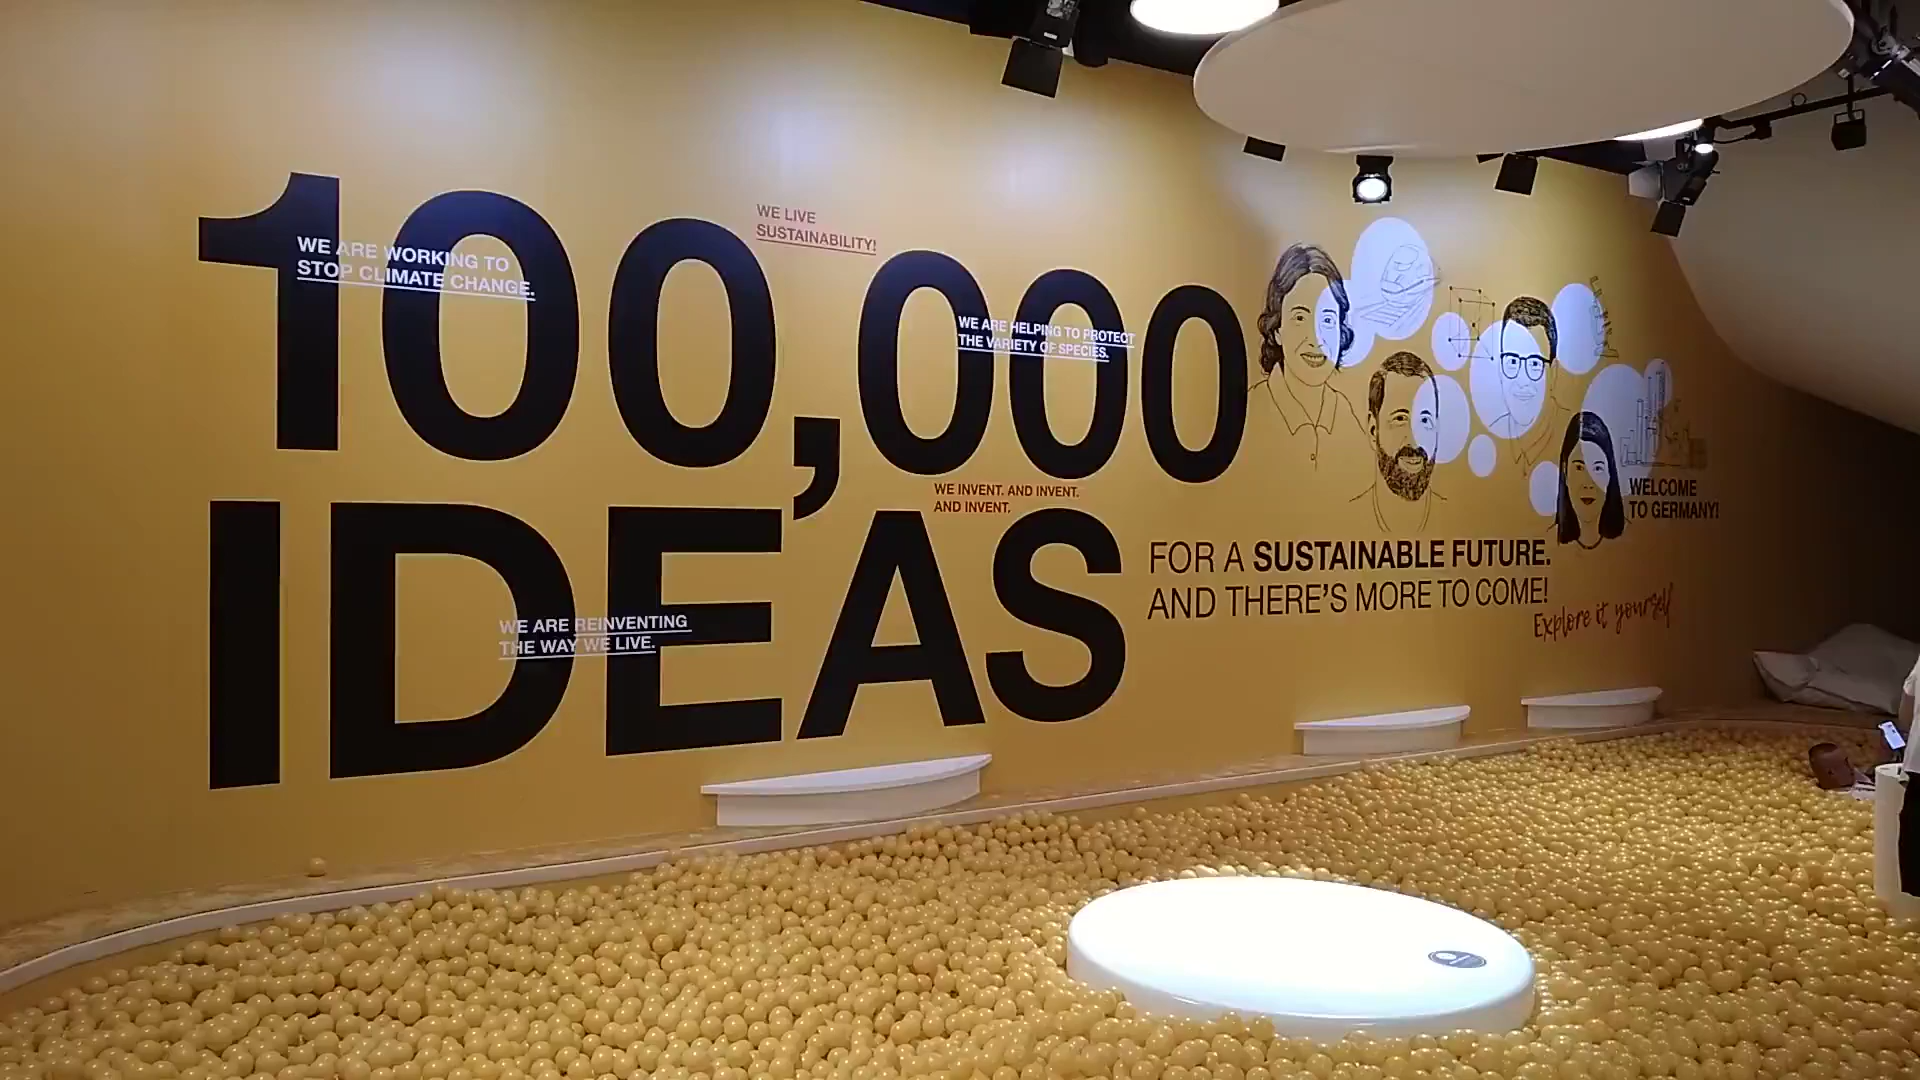 100,000
IDEAS
WE ARE WORKING TO
STOP CLIMATE CHANGE.
WE LIVE
SUSTAINABILITY!
WE ARE HELPING TO PROTECT
THE VARIETY OF SPECIES.
WE INVENT. AND INVENT.
AND INVENT.
WE ARE REINVENTING
THE WAY WE LIVE.
FOR A SUSTAINABLE FUTURE.
AND THERE'S MORE TO COME!
Explore it yourself
WELCOME
TO GERMANY!